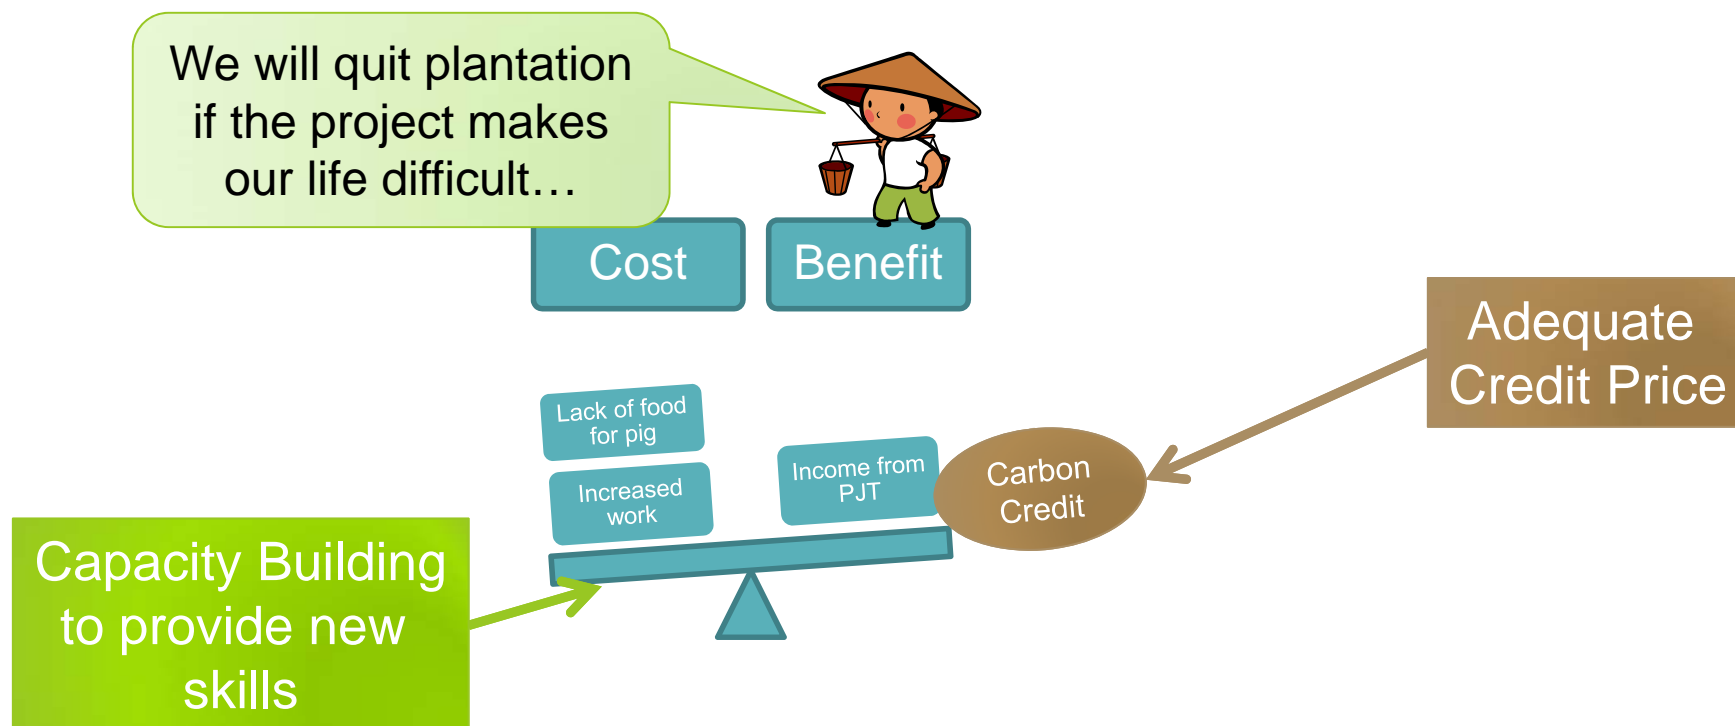 We will quit plantation
if the project makes
our life difficult…
Cost
Benefit
Adequate
Credit Price
Lack of food
for pig
Increased
work
Income from
PJT
Carbon
Credit
Capacity Building
to provide new
skills